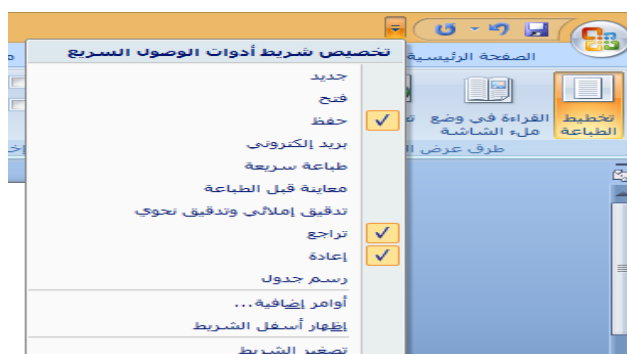 تخصيص شريط أدوات الوصول السريع
الصفحة الرئيسية
جديد
فتح
حفظ
بريد إلكتروني
طباعة سريعة
معاينة قبل الطباعة
تدقيق إملائي وتدقيق نحوي
تراجع
إعادة
رسم جدول
أوامر إضافية...
إظهار أسفل الشريط
تصغير الشريط
تخطيط الطباعة
القراءة في وضع ملء الشاشة
طرق عرض